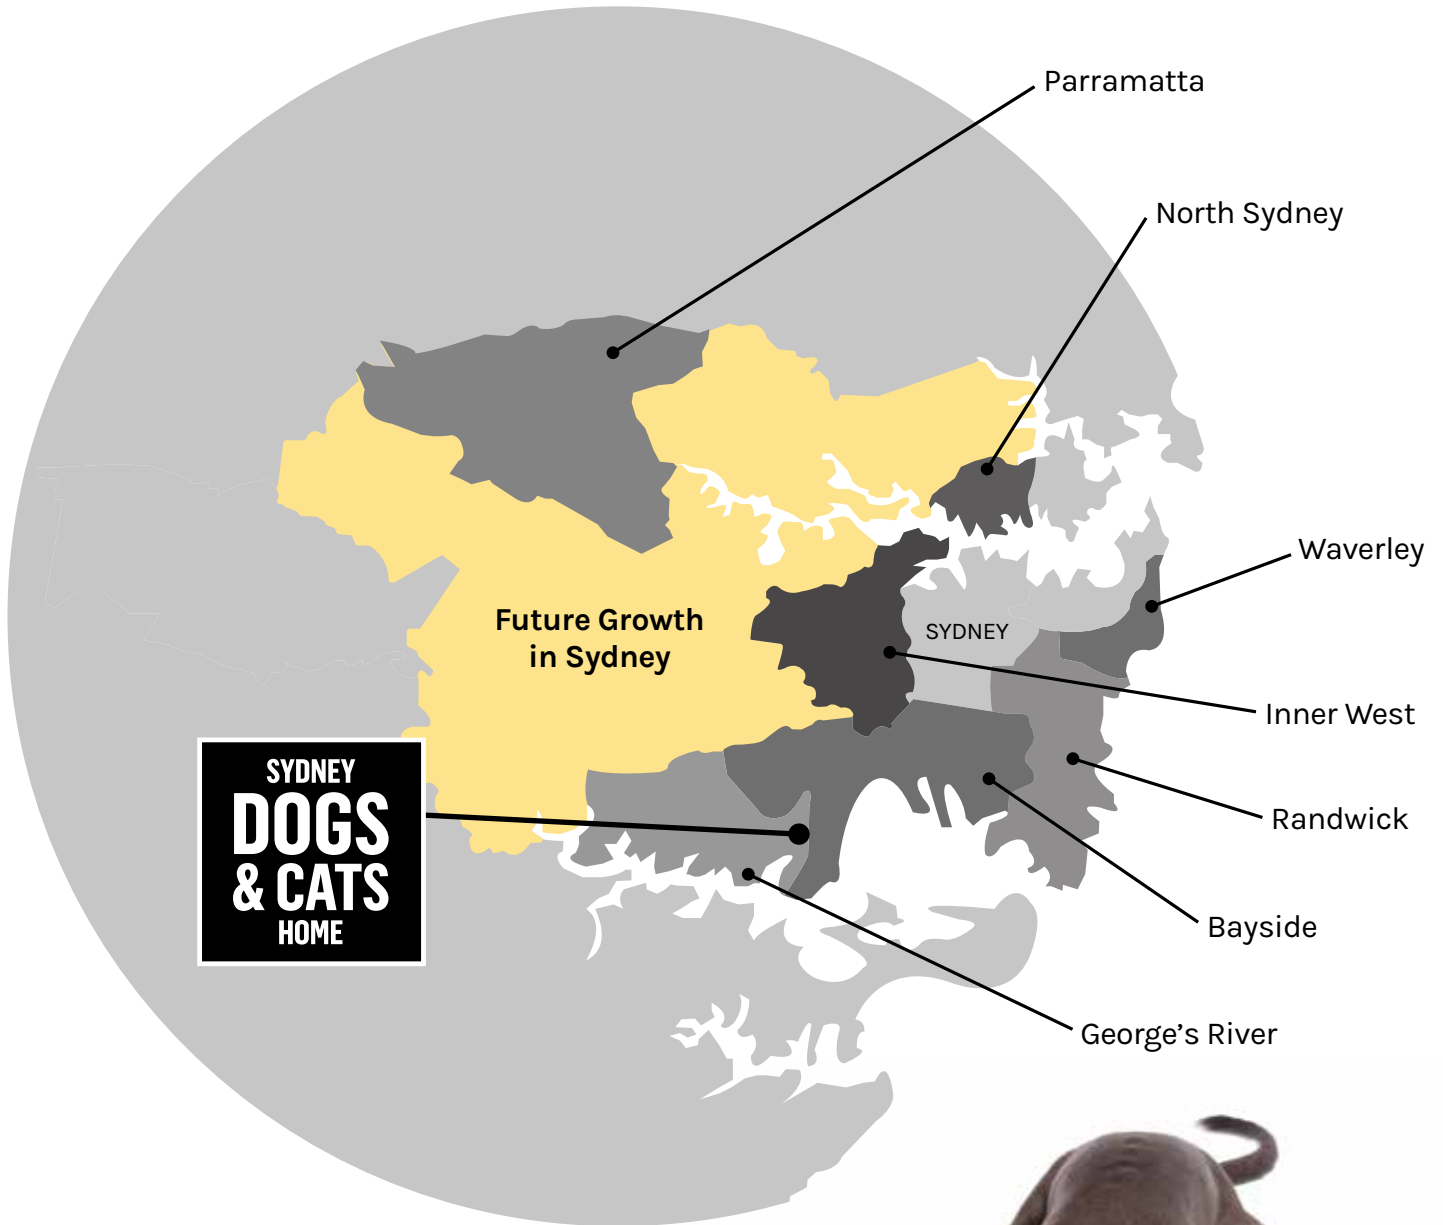 Parramatta
North Sydney
Waverley
Future Growth
in Sydney
SYDNEY
Inner West
SYDNEY
DOGS
& CATS
HOME
Randwick
Bayside
George’s River